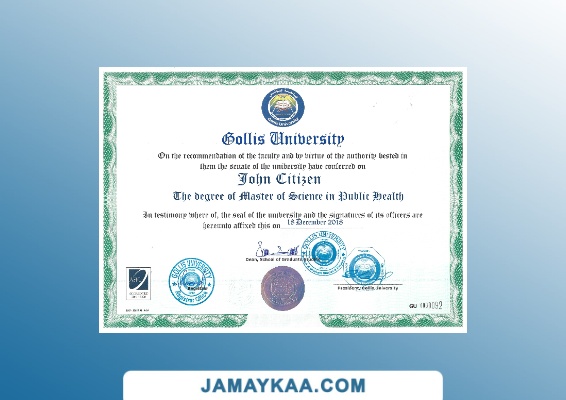 Gollis University
On the recommendation of the faculty and by virtue of the authority vested in
them the senate of the university have conferred on
John Citizen
The degree of Master of Science in Public Health
In testimony where of, the seal of the university and the signatures of its officers are
hereunto affixed this on 18 December 2018
Dean, School of Graduate
GOLLIS UNIVERSITY
President, Gollis University
GU
JAMAYKAA.COM